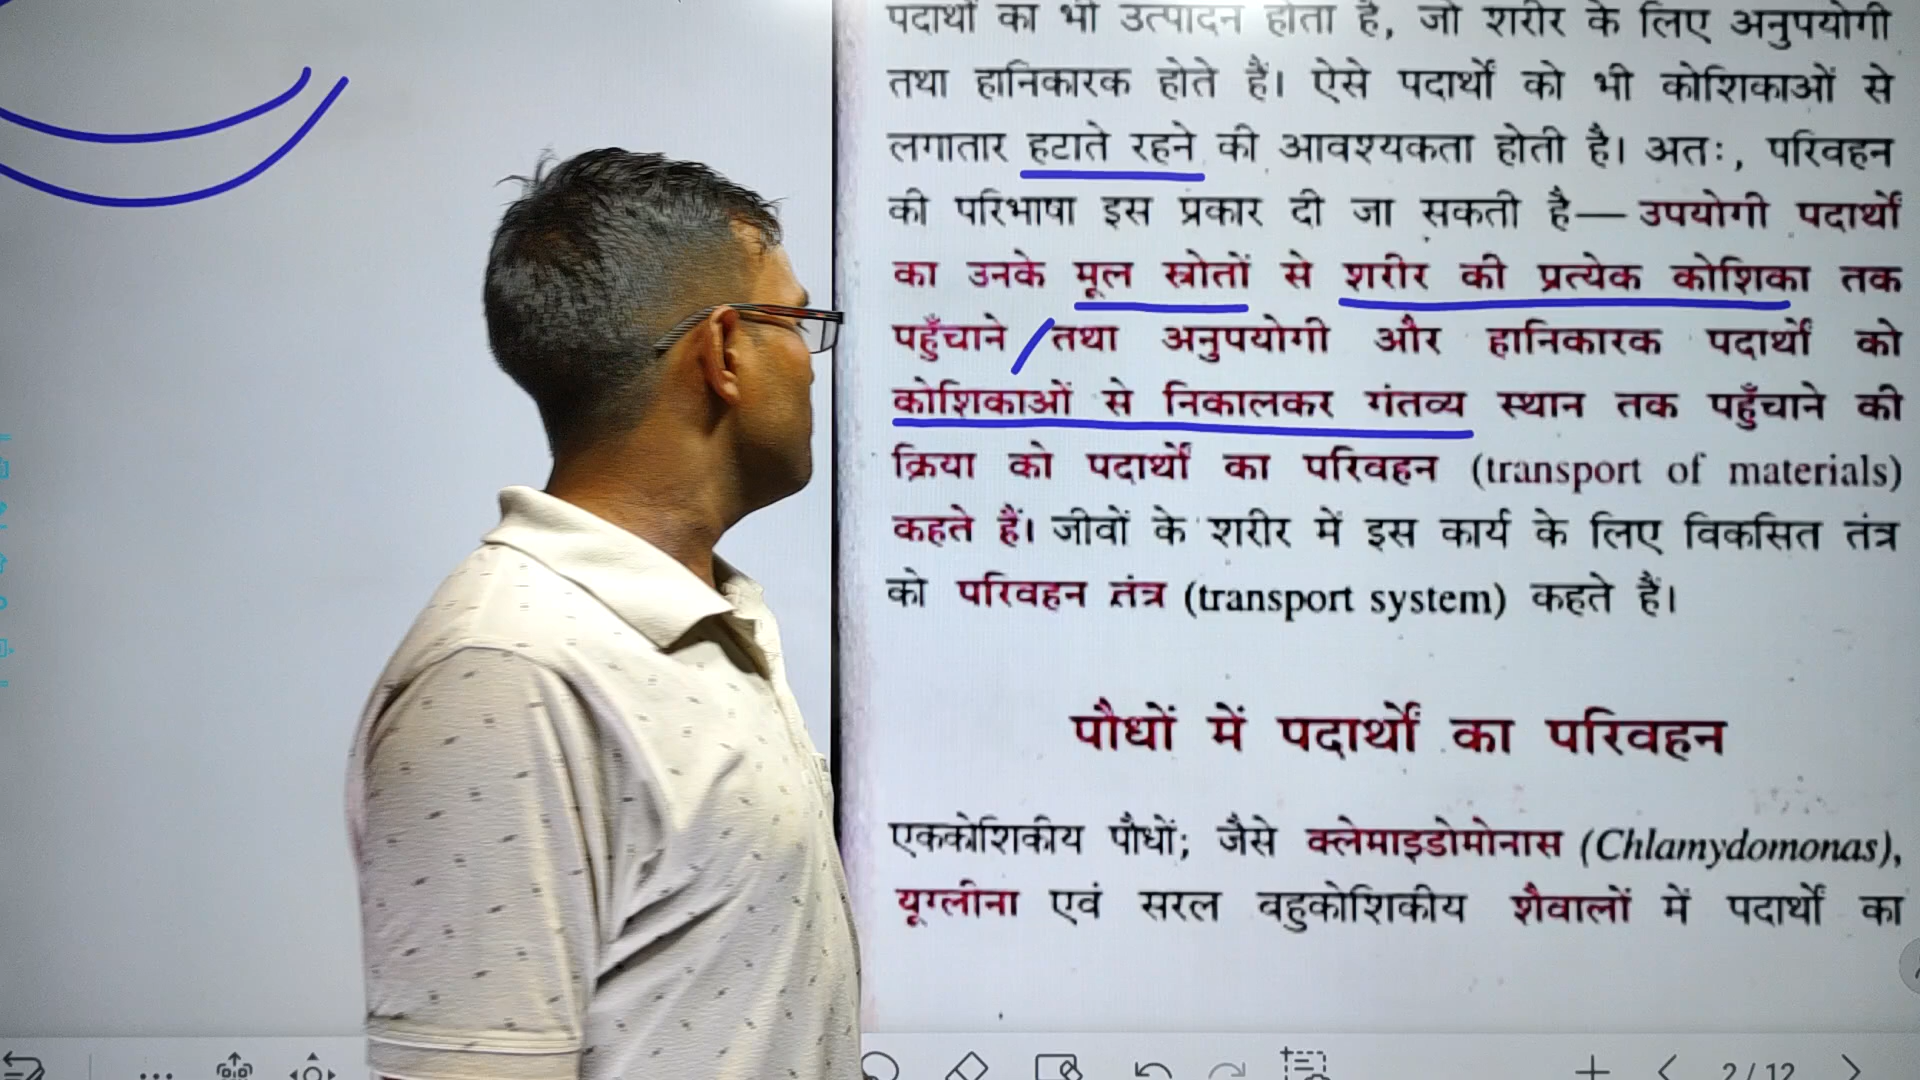 पदार्थों का भी उत्पादन होता है, जो शरीर के लिए अनुपयोगी
तथा हानिकारक होते हैं। ऐसे पदार्थों को भी कोशिकाओं से
लगातार हटाते रहने की आवश्यकता होती है। अतः, परिवहन
की परिभाषा इस प्रकार दी जा सकती है— उपयोगी पदार्थों
का उनके मूल स्रोतों से शरीर की प्रत्येक कोशिका तक
पहुँचाने तथा अनुपयोगी और हानिकारक पदार्थों को
कोशिकाओं से निकालकर गंतव्य स्थान तक पहुँचाने की
क्रिया को पदार्थों का परिवहन (transport of materials)
कहते हैं। जीवों के शरीर में इस कार्य के लिए विकसित तंत्र
को परिवहन तंत्र (transport system) कहते हैं।
पौधों में पदार्थों का परिवहन
एककोशिकीय पौधों; जैसे क्लेमाइडोमोनास (Chlamydomonas),
यूग्लीना एवं सरल बहुकोशिकीय शैवालों में पदार्थों का
2 / 12